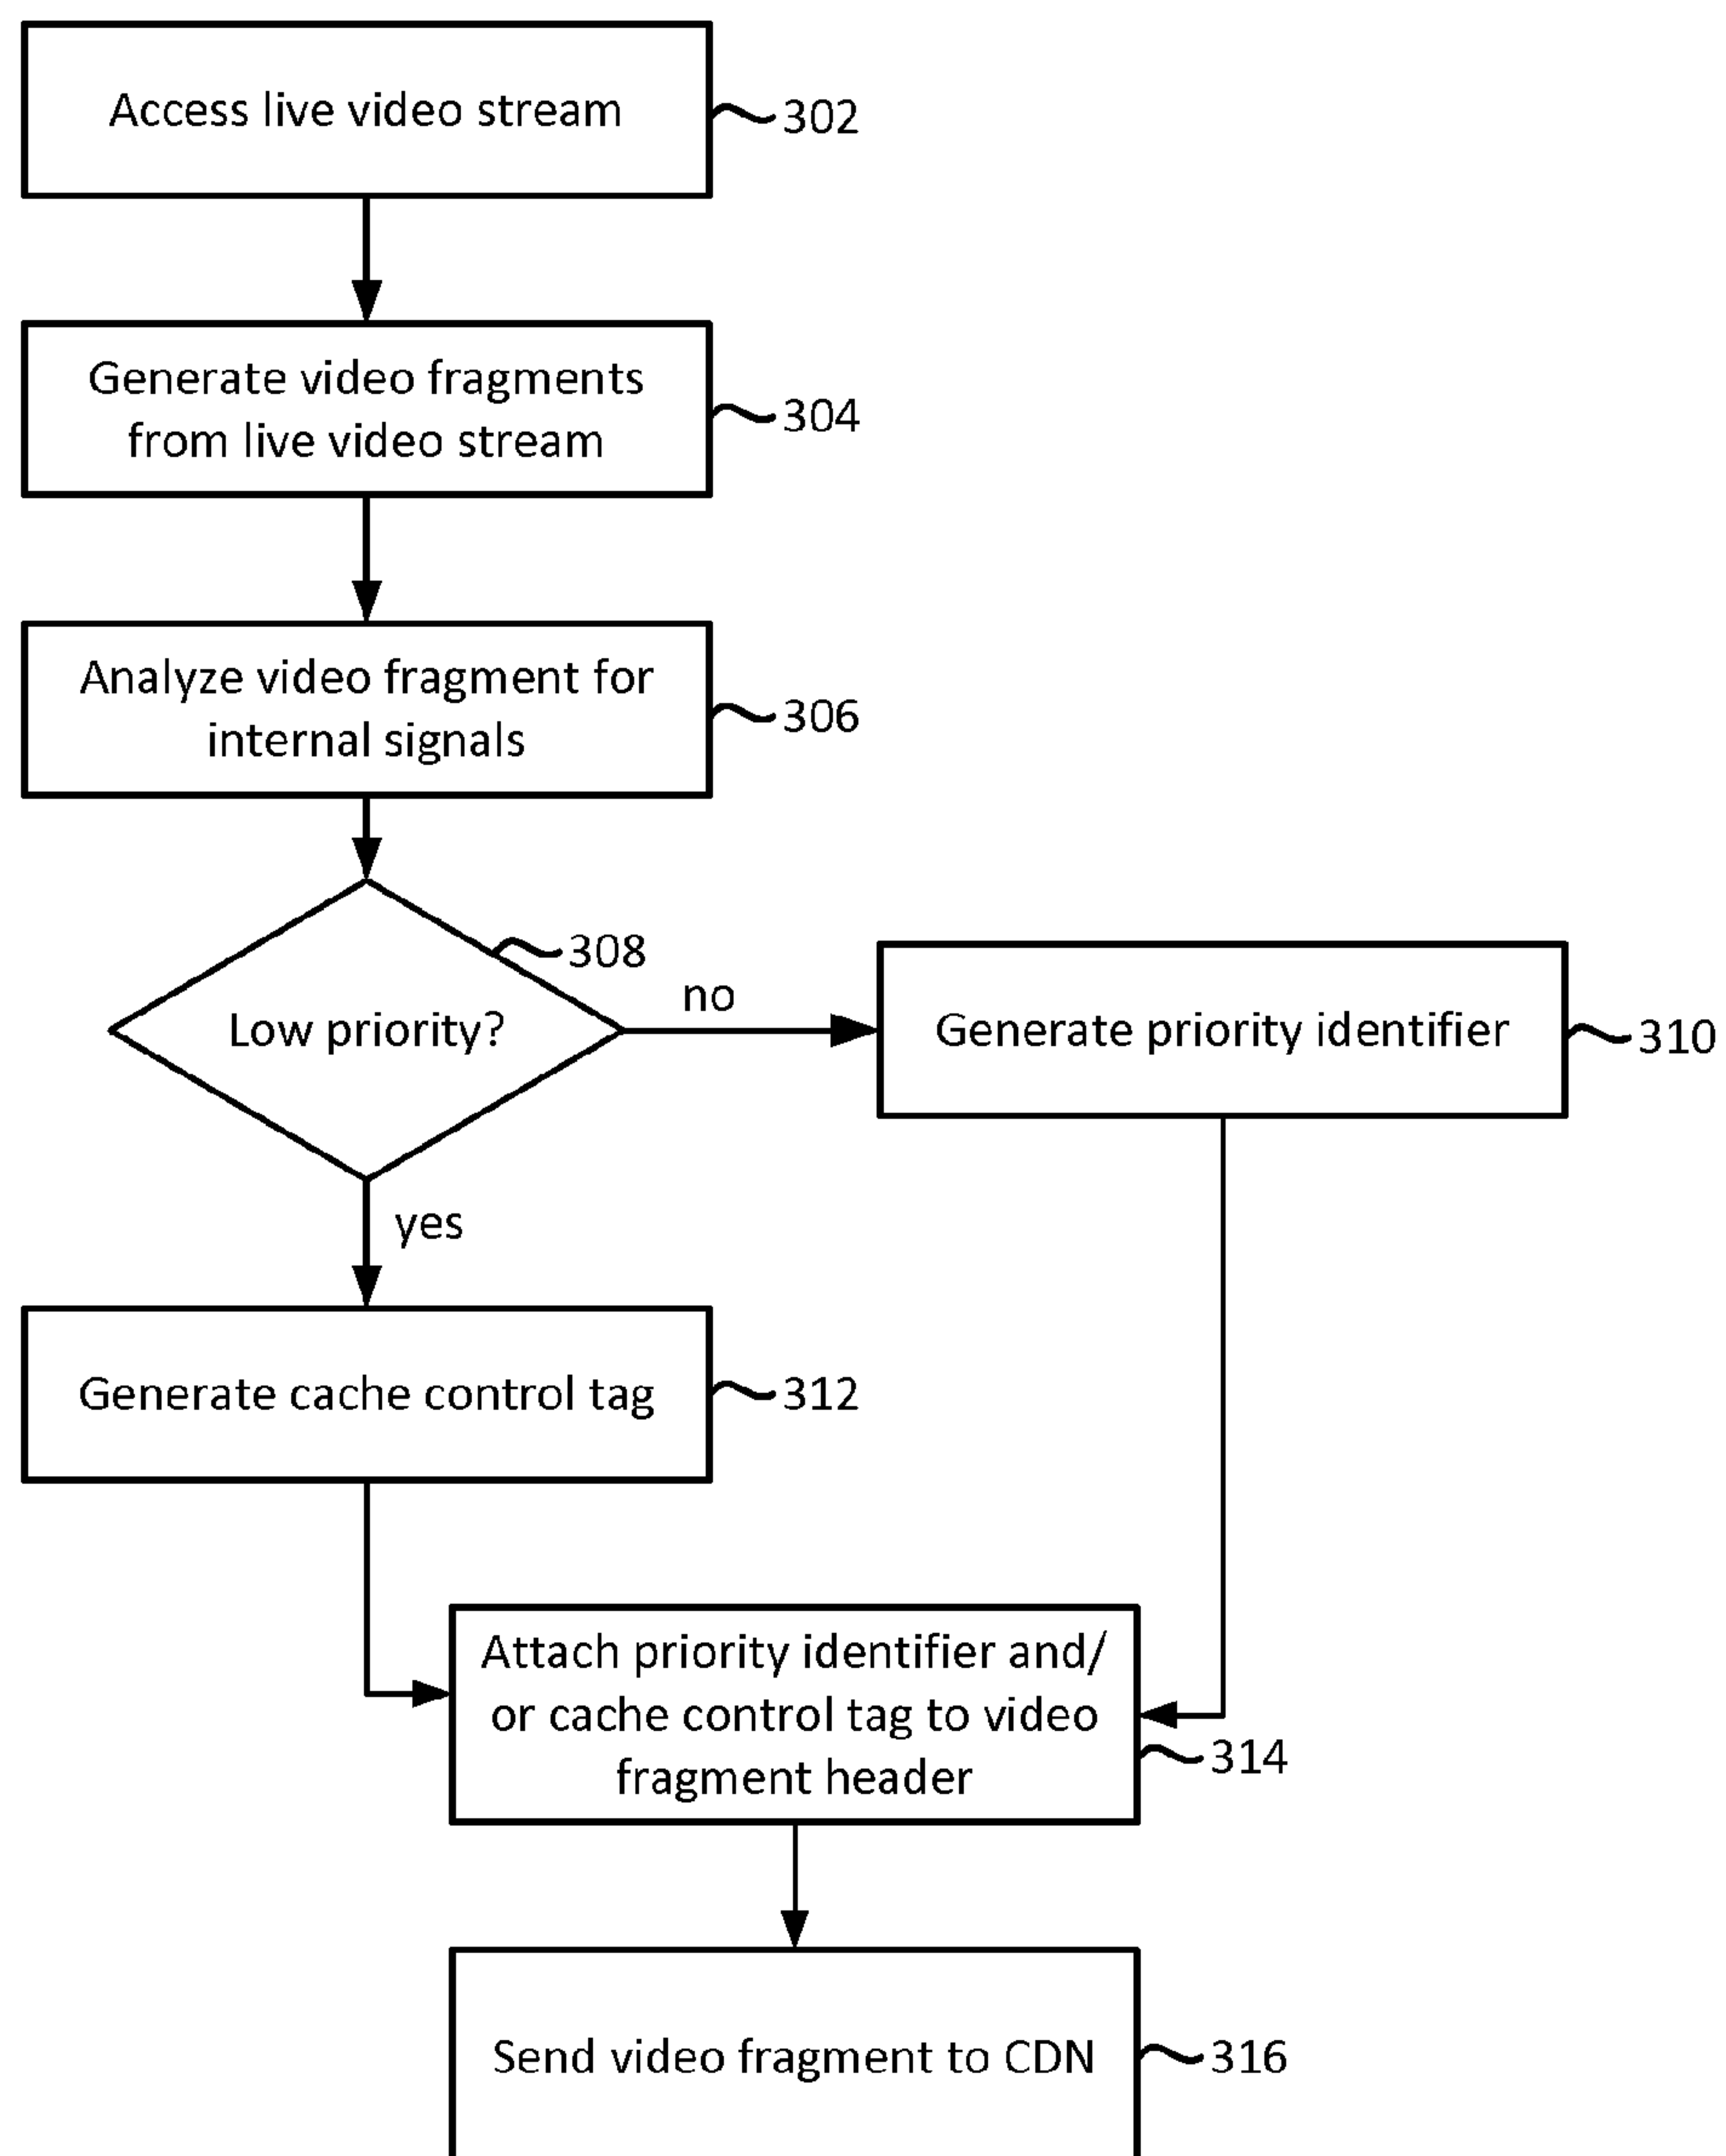 Access live video stream
302
Generate video fragments
from live video stream
304
Analyze video fragment for
internal signals
306
308
Low priority?
no
Generate priority identifier
310
yes
Generate cache control tag
312
Attach priority identifier and/
or cache control tag to video
fragment header
314
Send video fragment to CDN
316